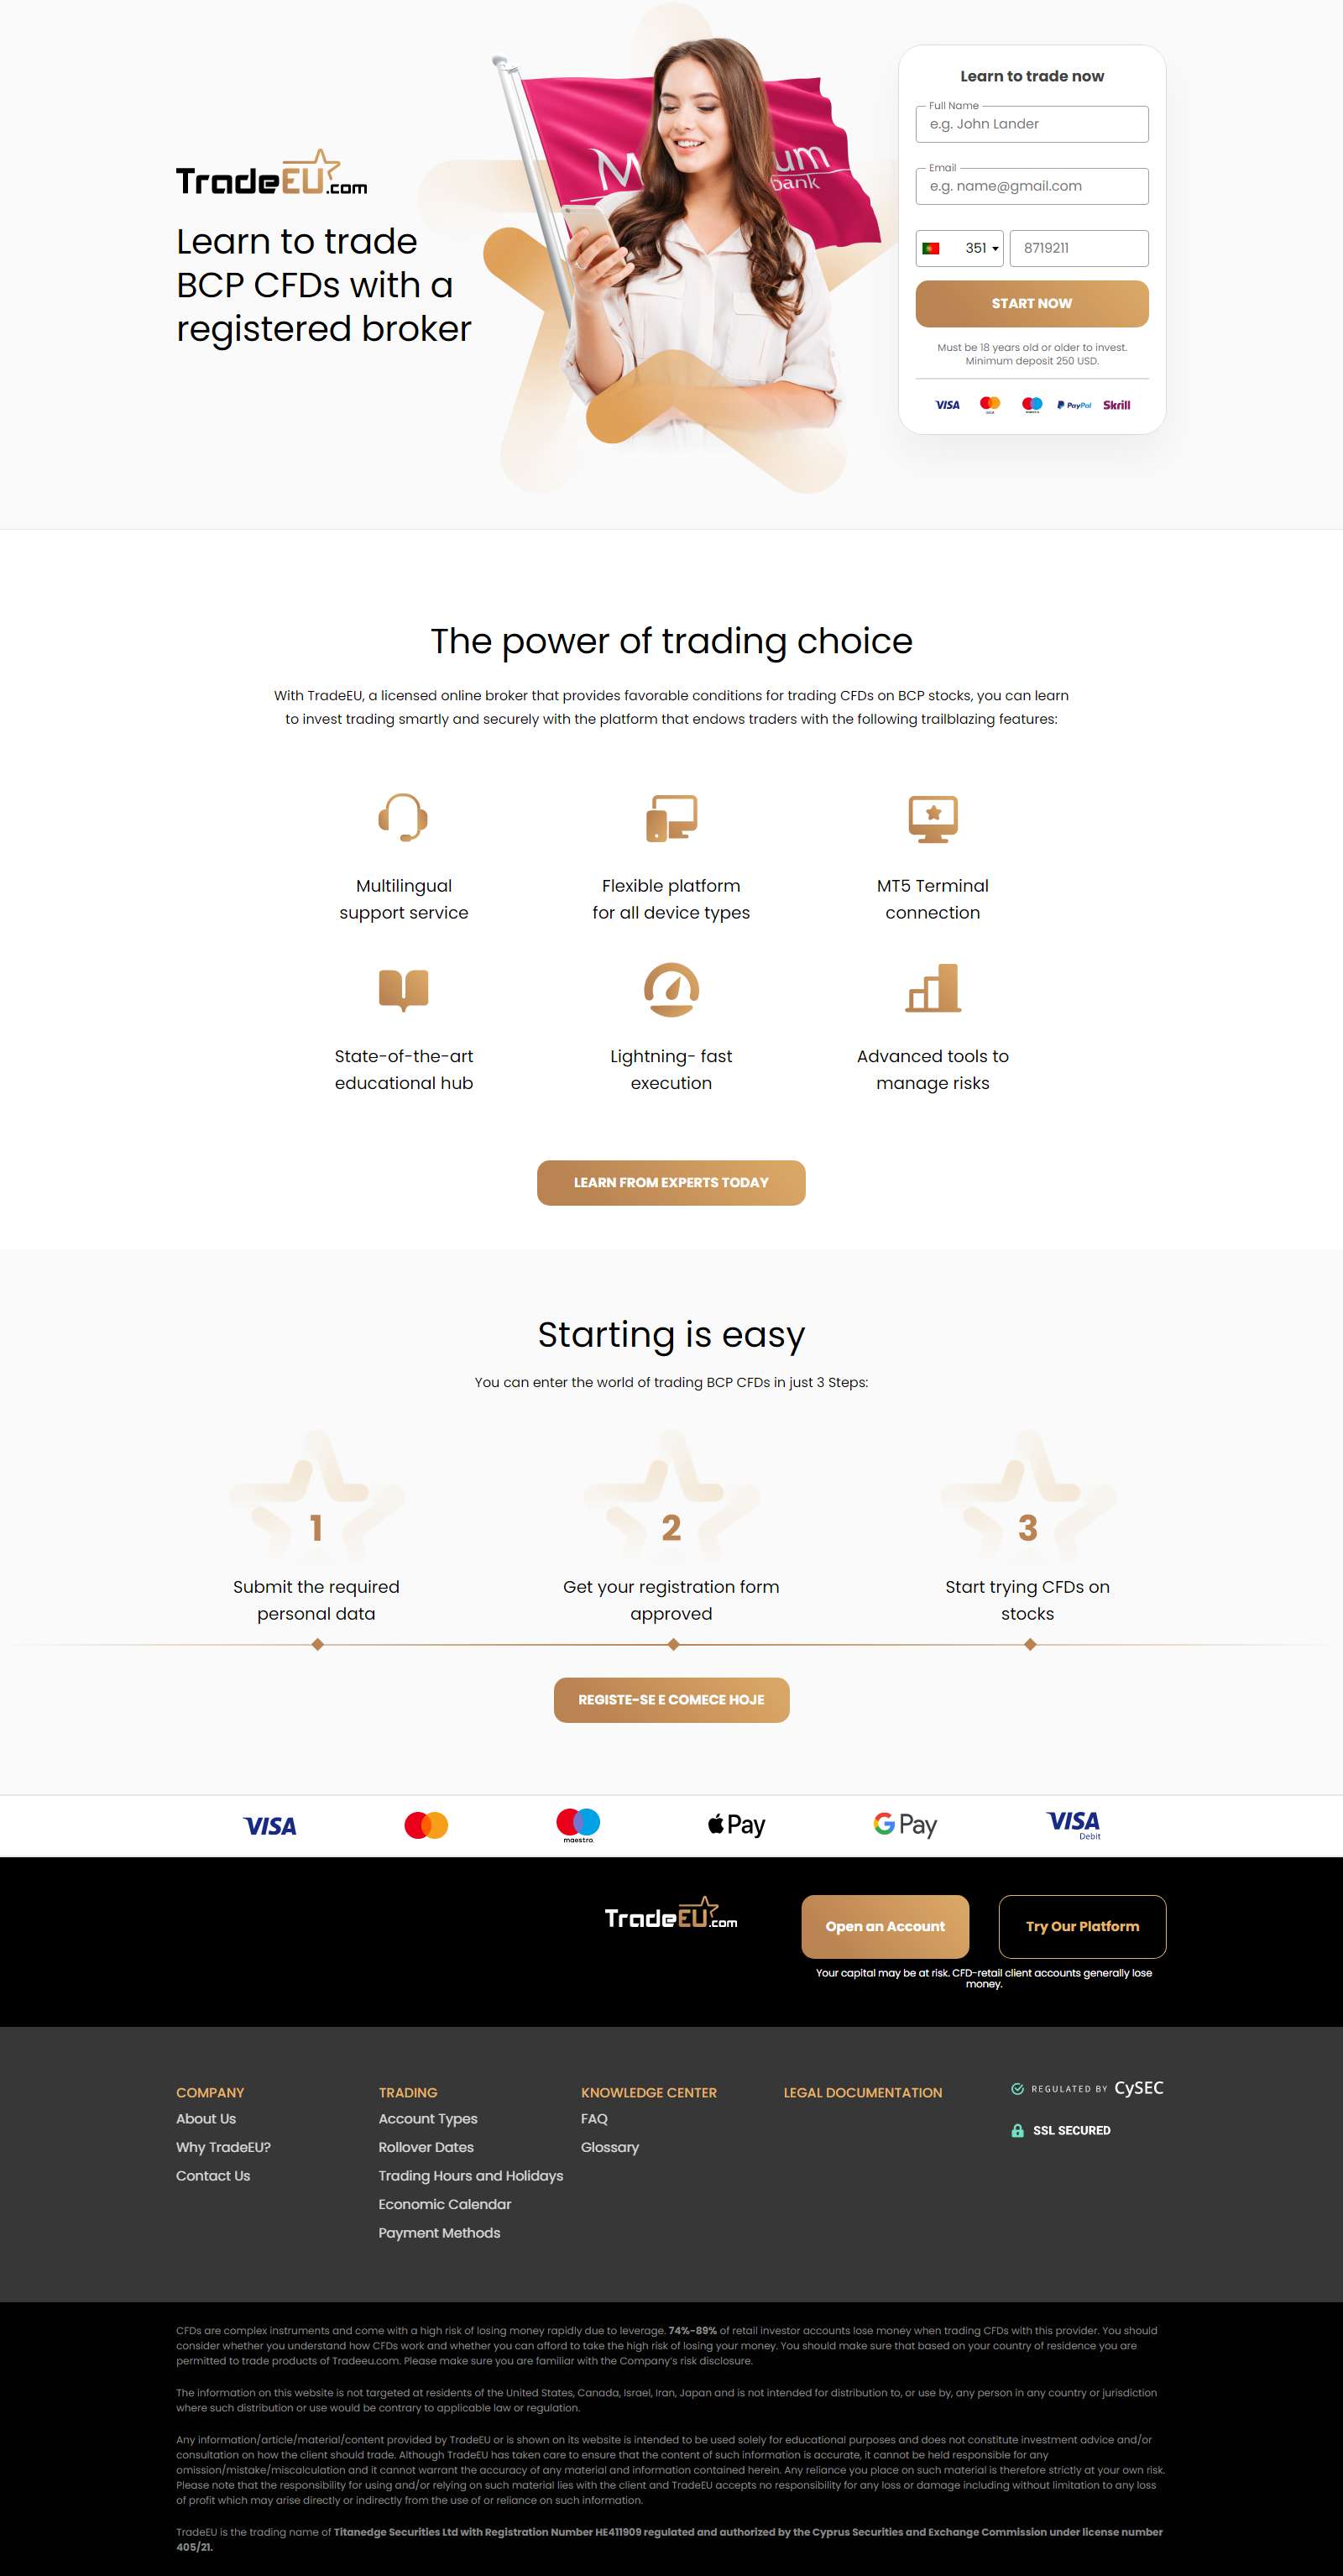 TradeEU.com
Learn to trade
BCP CFDs with a
registered broker
M um
bank
Learn to trade now
Full Name
e.g. John Lander
Email
e.g. name@gmail.com
351 8719211
START NOW
Must be 18 years old or older to invest.
Minimum deposit 250 USD.
VISA PayPal Skrill
The power of trading choice
With TradeEU, a licensed online broker that provides favorable conditions for trading CFDs on BCP stocks, you can learn
to invest trading smartly and securely with the platform that endows traders with the following trailblazing features:
Multilingual
support service
Flexible platform
for all device types
MT5 Terminal
connection
State-of-the-art
educational hub
Lightning- fast
execution
Advanced tools to
manage risks
LEARN FROM EXPERTS TODAY
Starting is easy
You can enter the world of trading BCP CFDs in just 3 Steps:
1
Submit the required
personal data
2
Get your registration form
approved
3
Start trying CFDs on
stocks
REGISTE-SE E COMECE HOJE
VISA
maestro.
Pay
G Pay
VISA
Debit
TradeEU.com
Open an Account
Try Our Platform
Your capital may be at risk. CFD-retail client accounts generally lose
money.
COMPANY
About Us
Why TradeEU?
Contact Us
TRADING
Account Types
Rollover Dates
Trading Hours and Holidays
Economic Calendar
Payment Methods
KNOWLEDGE CENTER
FAQ
Glossary
LEGAL DOCUMENTATION
REGULATED BY CySEC
SSL SECURED
CFDs are complex instruments and come with a high risk of losing money rapidly due to leverage. 74%-89% of retail investor accounts lose money when trading CFDs with this provider. You should
consider whether you understand how CFDs work and whether you can afford to take the high risk of losing your money. You should make sure that based on your country of residence you are
permitted to trade products of Tradeeu.com. Please make sure you are familiar with the Company's risk disclosure.
The information on this website is not targeted at residents of the United States, Canada, Israel, Iran, Japan and is not intended for distribution to, or use by, any person in any country or jurisdiction
where such distribution or use would be contrary to applicable law or regulation.
Any information/article/material/content provided by TradeEU or is shown on its website is intended to be used solely for educational purposes and does not constitute investment advice and/or
consultation on how the client should trade. Although TradeEU has taken care to ensure that the content of such information is accurate, it cannot be held responsible for any
omission/mistake/miscalculation and it cannot warrant the accuracy of any material and information contained herein. Any reliance you place on such material is therefore strictly at your own risk.
Please note that the responsibility for using and/or relying on such material lies with the client and TradeEU accepts no responsibility for any loss or damage including without limitation to any loss
of profit which may arise directly or indirectly from the use of or reliance on such information.
TradeEU is the trading name of Titanedge Securities Ltd with Registration Number HE411909 regulated and authorized by the Cyprus Securities and Exchange Commission under license number
405/21.